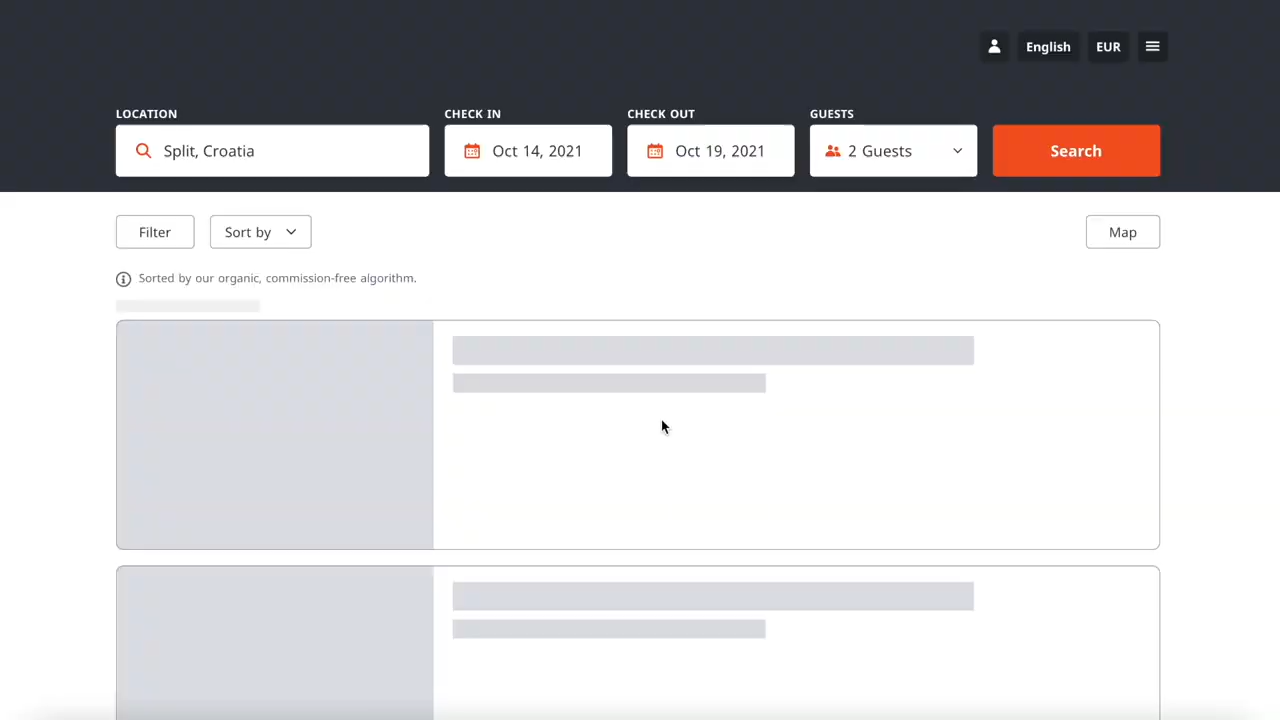 English EUR
LOCATION CHECK IN CHECK OUT GUESTS
Split, Croatia Oct 14, 2021 Oct 19, 2021 2 Guests Search
Filter Sort by Map
Sorted by our organic, commission-free algorithm.